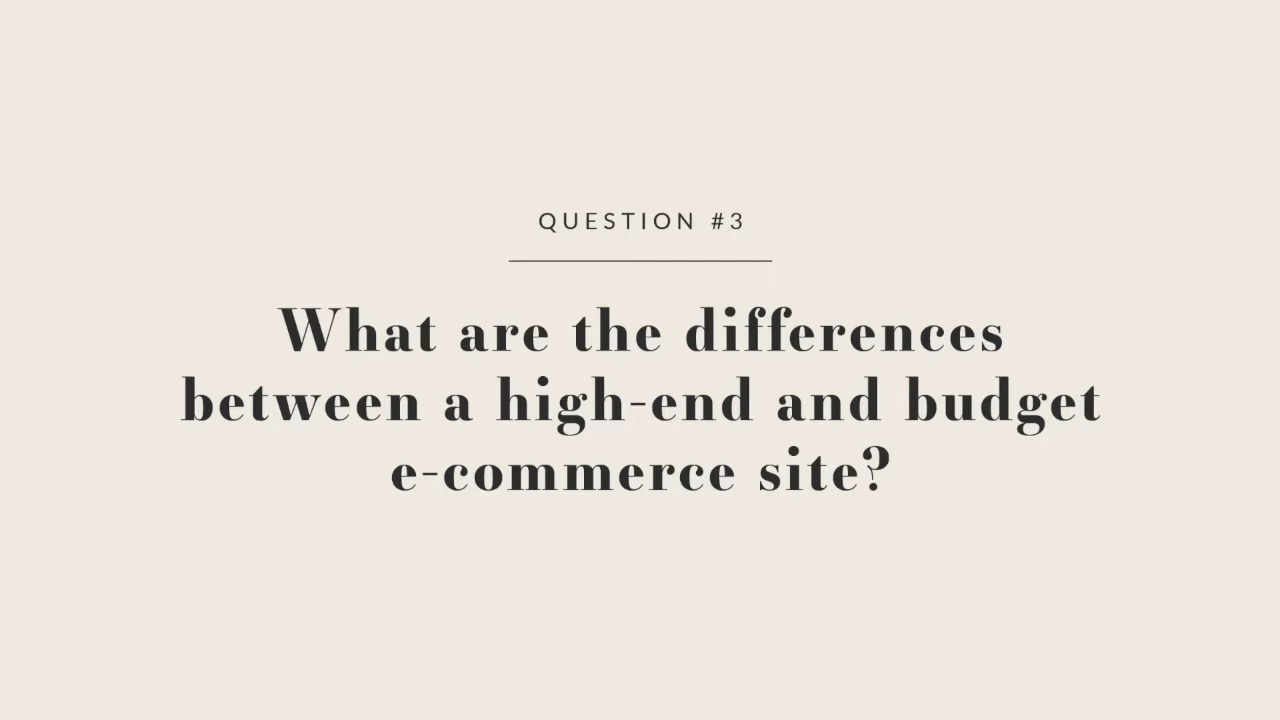 QUESTION #3
What are the differences
between a high-end and budget
e-commerce site?